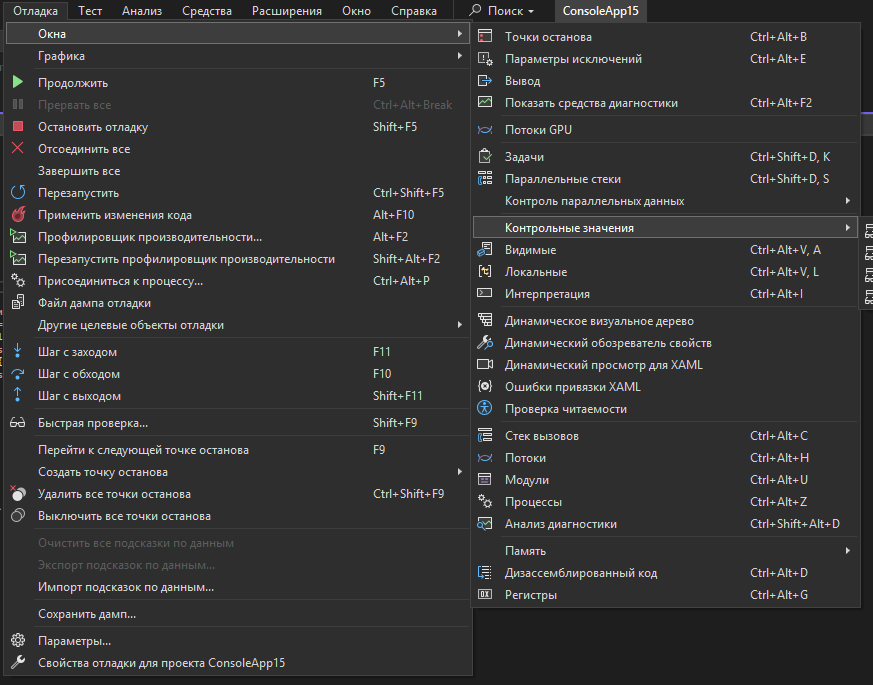 Отладка Тест Анализ Средства Расширения Окно Справка Поиск ConsoleApp15
Окна
Графика
Продолжить F5
Прервать все Ctrl+Alt+Break
Остановить отладку Shift+F5
Отсоединить все
Завершить все
Перезапустить Ctrl+Shift+F5
Применить изменения кода Alt+F10
Профилировщик производительности... Alt+F2
Перезапустить профилировщик производительности Shift+Alt+F2
Присоединиться к процессу... Ctrl+Alt+P
Файл дампа отладки
Другие целевые объекты отладки
Шаг с заходом F11
Шаг с обходом F10
Шаг с выходом Shift+F11
Быстрая проверка... Shift+F9
Перейти к следующей точке останова F9
Создать точку останова
Удалить все точки останова Ctrl+Shift+F9
Выключить все точки останова
Очистить все подсказки по данным
Экспорт подсказок по данным...
Импорт подсказок по данным...
Сохранить дамп...
Параметры...
Свойства отладки для проекта ConsoleApp15
Точки останова Ctrl+Alt+B
Параметры исключений Ctrl+Alt+E
Вывод
Показать средства диагностики Ctrl+Alt+F2
Потоки GPU
Задачи Ctrl+Shift+D, K
Параллельные стеки Ctrl+Shift+D, S
Контроль параллельных данных
Контрольные значения
Видимые Ctrl+Alt+V, A
Локальные Ctrl+Alt+V, L
Интерпретация Ctrl+Alt+I
Динамическое визуальное дерево
Динамический обозреватель свойств
Динамический просмотр для XAML
Ошибки привязки XAML
Проверка читаемости
Стек вызовов Ctrl+Alt+C
Потоки Ctrl+Alt+H
Модули Ctrl+Alt+U
Процессы Ctrl+Alt+Z
Анализ диагностики Ctrl+Shift+Alt+D
Память
Дизассемблированный код Ctrl+Alt+D
Регистры Ctrl+Alt+G